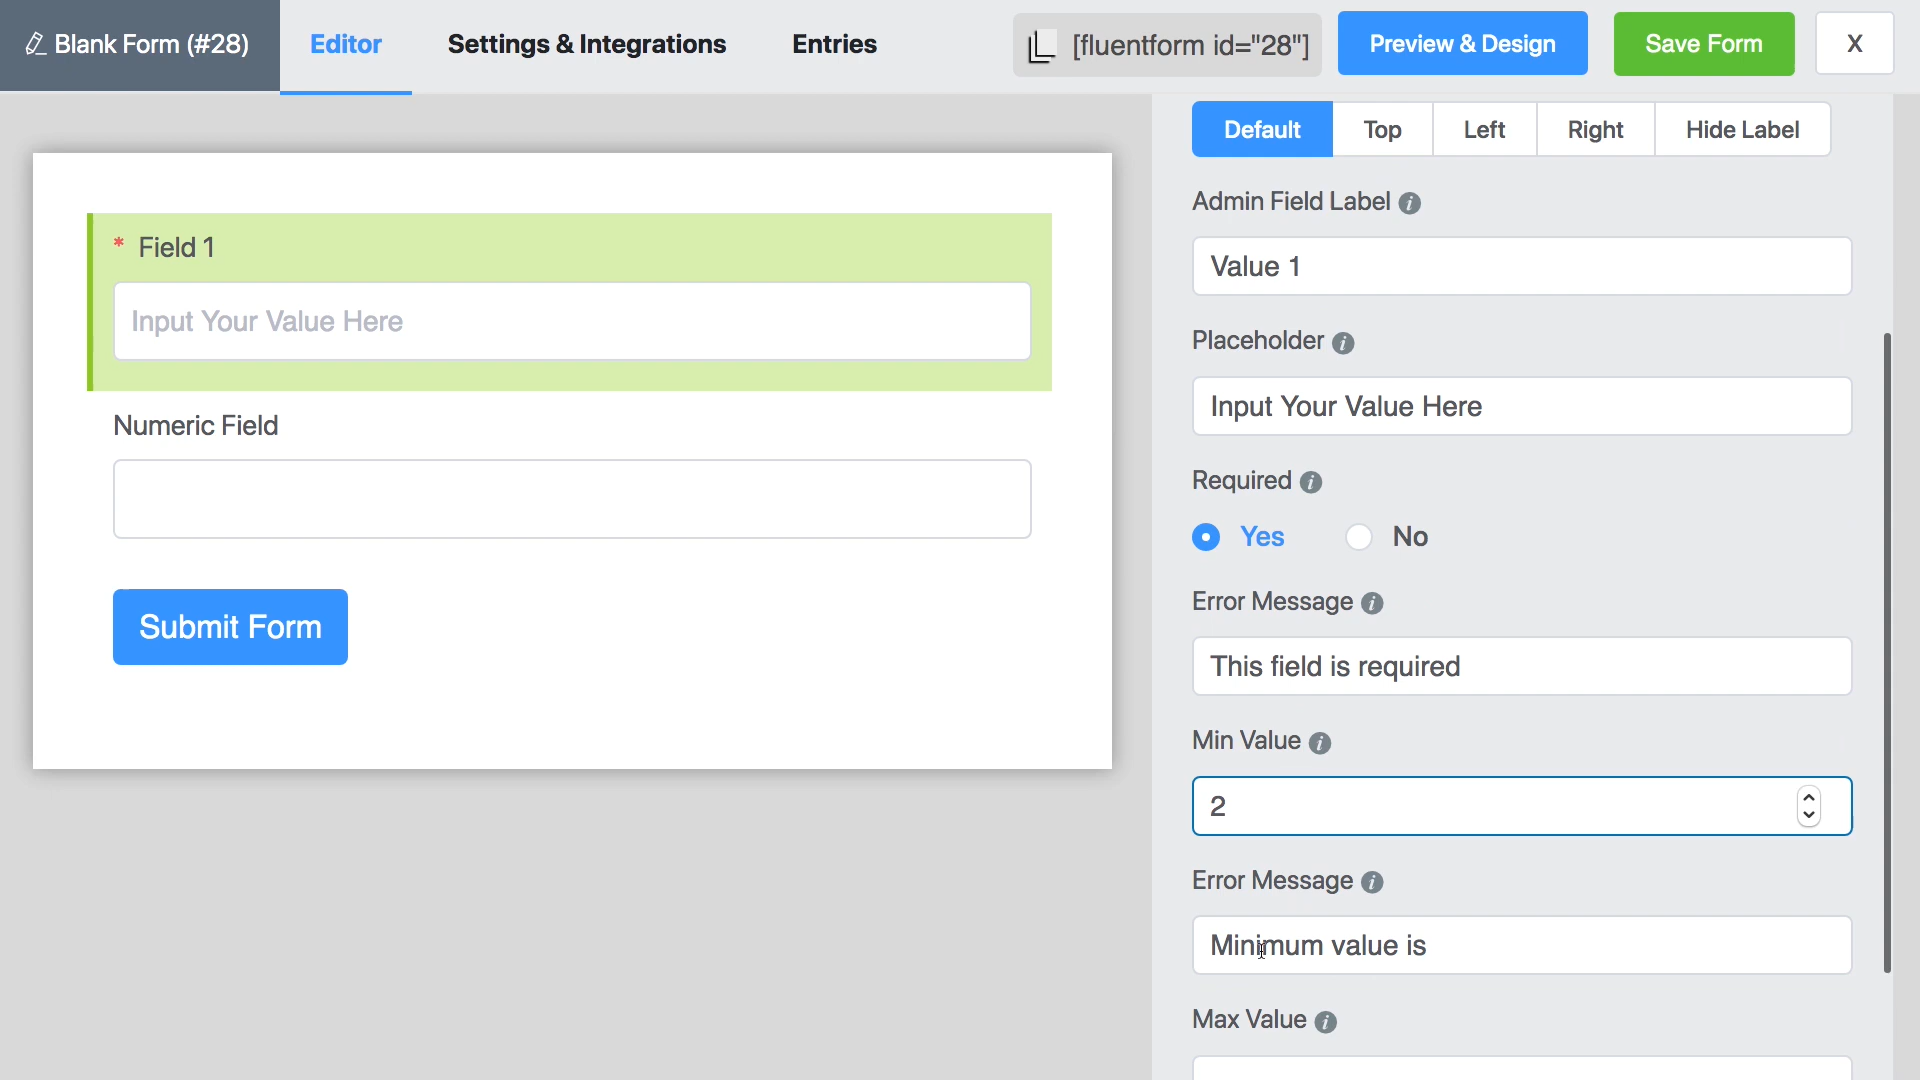 Blank Form (#28)
Editor
Settings & Integrations
Entries
[fluentform id="28"]
Preview & Design
Save Form
X
* Field 1
Input Your Value Here
Numeric Field
Submit Form
Default
Top
Left
Right
Hide Label
Admin Field Label
Value 1
Placeholder
Input Your Value Here
Required
Yes
No
Error Message
This field is required
Min Value
2
Error Message
Minimum value is
Max Value